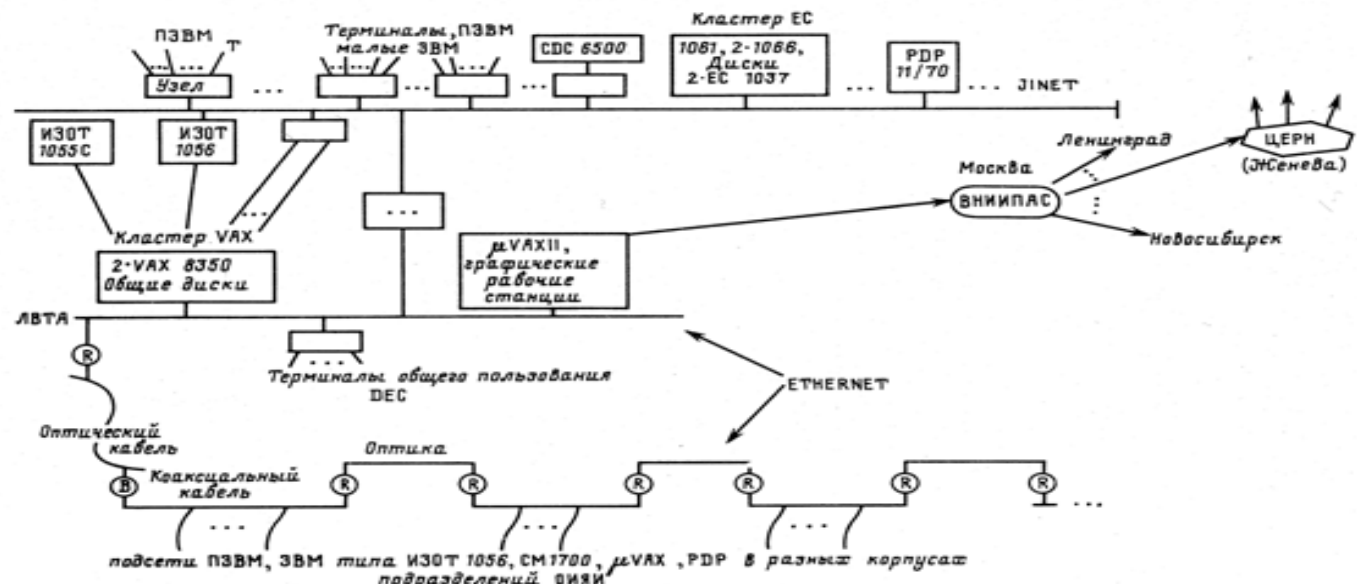 Кластер ЕС
ПЭВМ
Т
Терминалы, ПЭВМ
малые ЭВМ
CDC 6500
1061, 2-1066,
Диски
2-ЕС 1037
PDP
11/70
Узел
JINET
ИЗОТ
1055С
ИЗОТ
1056
Ленинград
ЦЕРН
(Женева)
Москва
ВНИИПАС
Новосибирск
Кластер VAX
2-VAX 8350
Общие диски
μVAXII,
графические
рабочие
станции
ЛВТА
R
Терминалы общего пользования
DEC
ETHERNET
Оптический
кабель
Оптика
Коаксиальный
кабель
B
R
R
R
R
R
R
подсети ПЭВМ, ЭВМ типа ИЗОТ 1056, СМ1700, μVAX, PDP в разных корпусах
подразделений ОИЯИ